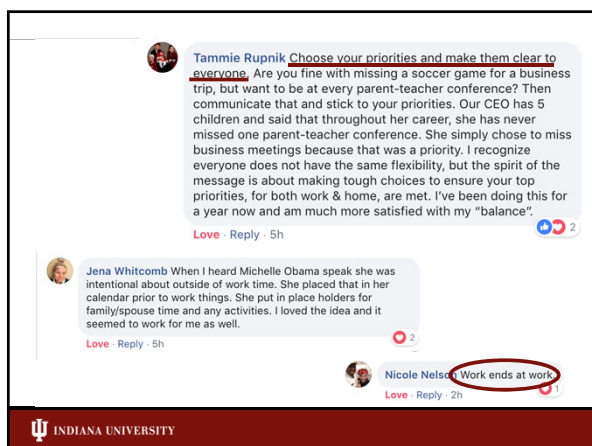 Tammie Rupnik Choose your priorities and make them clear to
everyone. Are you fine with missing a soccer game for a business
trip, but want to be at every parent-teacher conference? Then
communicate that and stick to your priorities. Our CEO has 5
children and said that throughout her career, she has never
missed one parent-teacher conference. She simply chose to miss
business meetings because that was a priority. I recognize
everyone does not have the same flexibility, but the spirit of the
message is about making tough choices to ensure your top
priorities, for both work & home, are met. I've been doing this for
a year now and am much more satisfied with my "balance".
Love · Reply · 5h
2
Jena Whitcomb When I heard Michelle Obama speak she was
intentional about outside of work time. She placed that in her
calendar prior to work things. She put in place holders for
family/spouse time and any activities. I loved the idea and it
seemed to work for me as well.
Love · Reply · 5h
2
Nicole Nelson Work ends at work.
Love · Reply · 2h
1
INDIANA UNIVERSITY